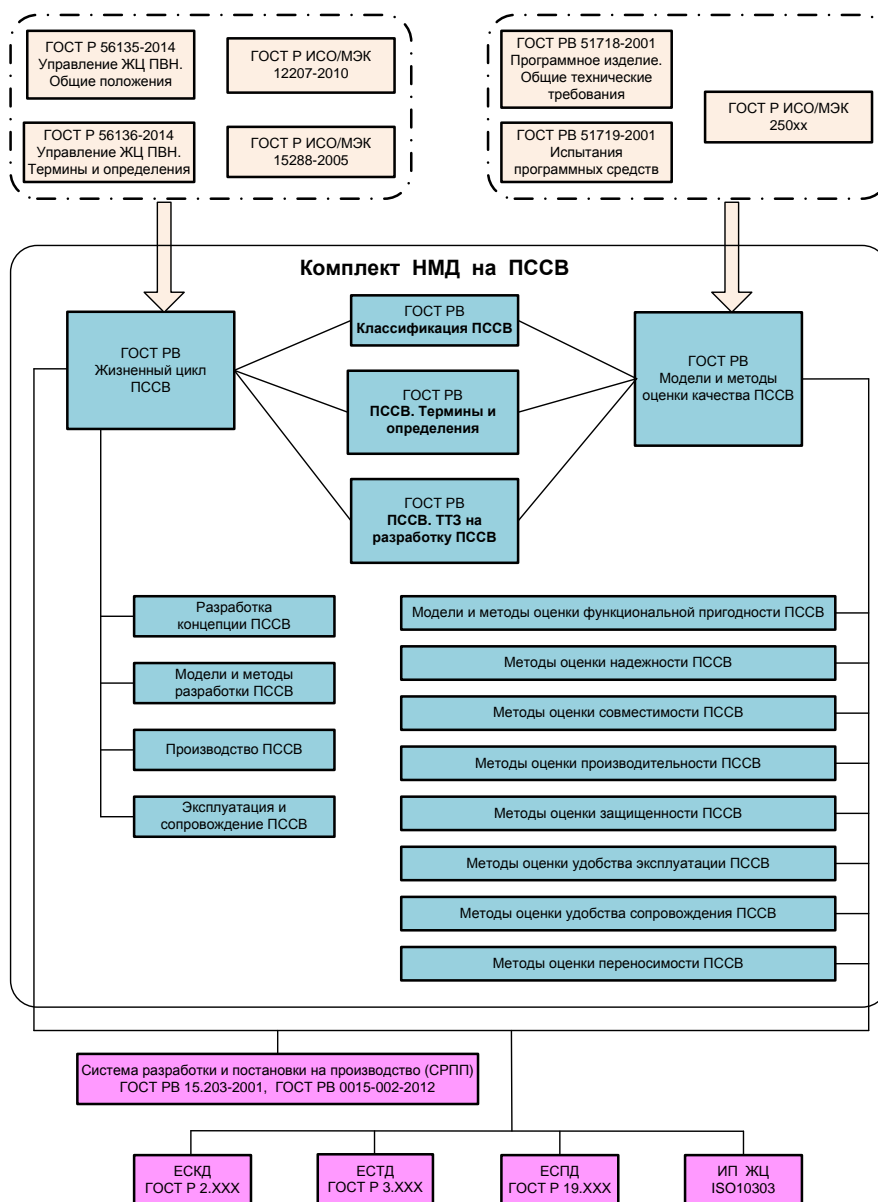 ГОСТ Р 56135-2014
Управление ЖЦ ПВН.
Общие положения
ГОСТ Р ИСО/МЭК
12207-2010
ГОСТ Р 56136-2014
Управление ЖЦ ПВН.
Термины и определения
ГОСТ Р ИСО/МЭК
15288-2005
ГОСТ РВ 51718-2001
Программное изделие.
Общие технические
требования
ГОСТ РВ 51719-2001
Испытания
программных средств
ГОСТ Р ИСО/МЭК
250xx
Комплект НМД на ПССВ
ГОСТ РВ
Жизненный цикл
ПССВ
ГОСТ РВ
Классификация ПССВ
ГОСТ РВ
ПССВ. Термины и
определения
ГОСТ РВ
ПССВ. ТТЗ на
разработку ПССВ
ГОСТ РВ
Модели и методы
оценки качества ПССВ
Разработка
концепции ПССВ
Модели и методы
разработки ПССВ
Производство ПССВ
Эксплуатация и
сопровождение ПССВ
Модели и методы оценки функциональной пригодности ПССВ
Методы оценки надежности ПССВ
Методы оценки совместимости ПССВ
Методы оценки производительности ПССВ
Методы оценки защищенности ПССВ
Методы оценки удобства эксплуатации ПССВ
Методы оценки удобства сопровождения ПССВ
Методы оценки переносимости ПССВ
Система разработки и постановки на производство (СРПП)
ГОСТ РВ 15.203-2001, ГОСТ РВ 0015-002-2012
ЕСКД
ГОСТ Р 2.XXX
ЕСТД
ГОСТ Р 3.XXX
ЕСПД
ГОСТ Р 19.XXX
ИП ЖЦ
ISO10303